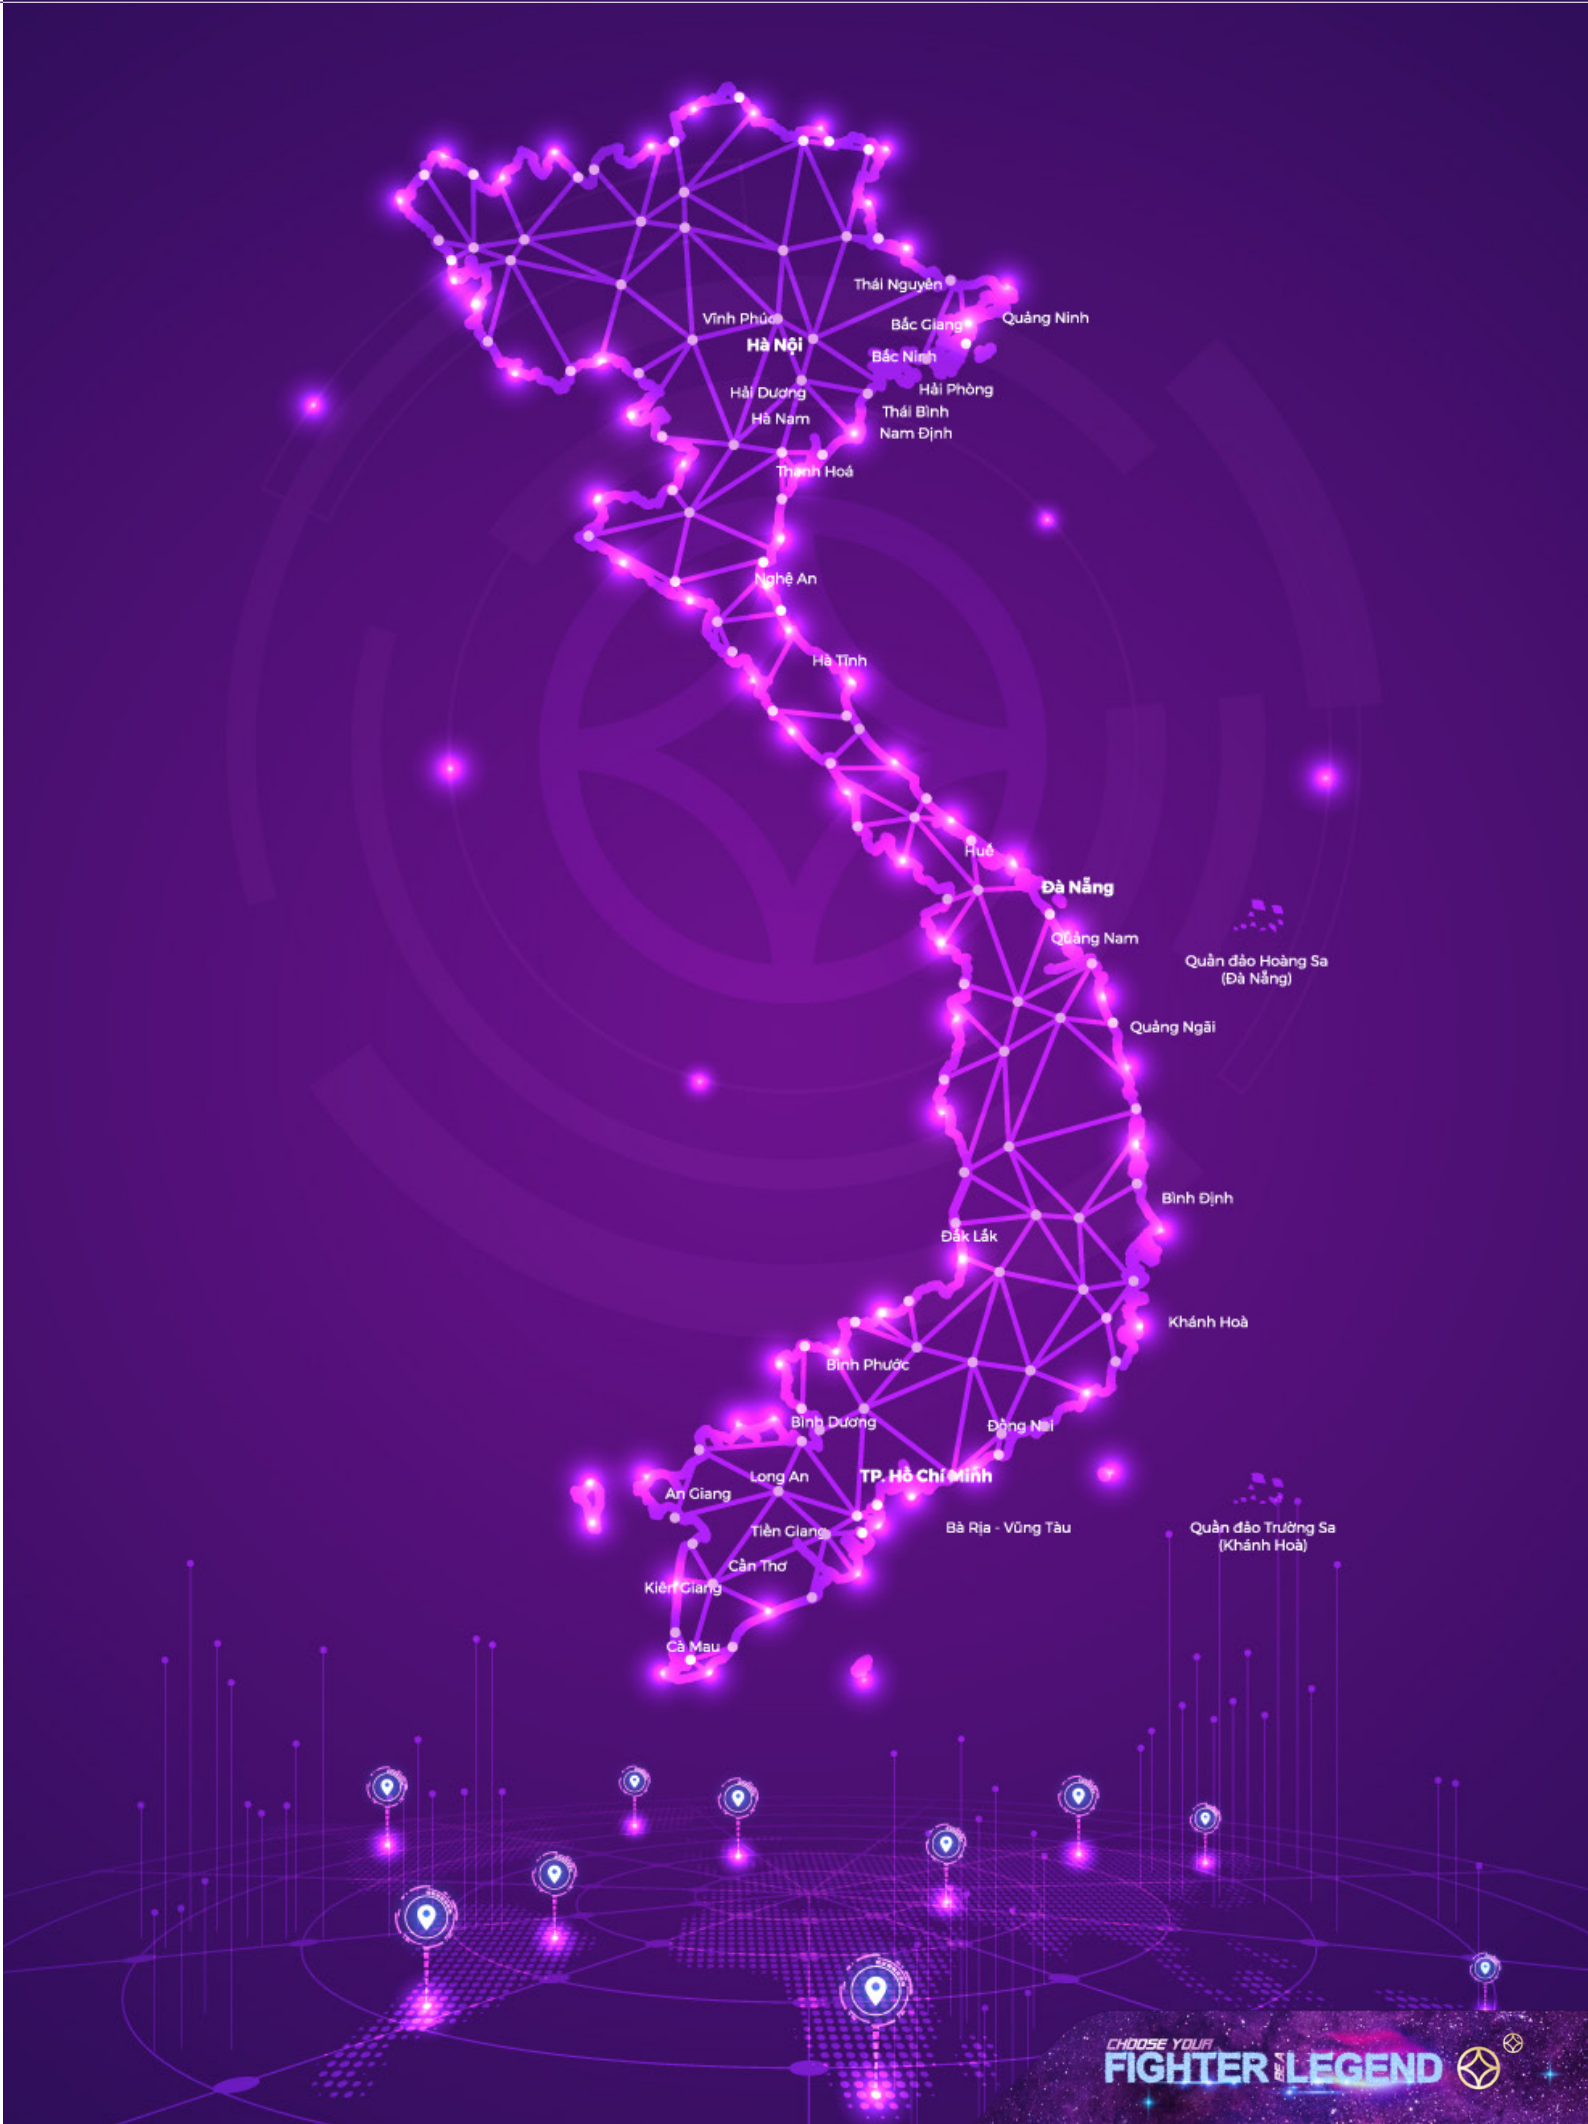 Thái Nguyên
Vĩnh Phúc
Bắc Giang
Quảng Ninh
Hà Nội
Bắc Ninh
Hải Dương
Hải Phòng
Hà Nam
Thái Bình
Nam Định
Thanh Hoá
Nghệ An
Hà Tĩnh
Huế
Đà Nẵng
Quảng Nam
Quần đảo Hoàng Sa
(Đà Nẵng)
Quảng Ngãi
Bình Định
Đắk Lắk
Khánh Hoà
Bình Phước
Bình Dương
Đồng Nai
Long An
TP. Hồ Chí Minh
An Giang
Tiền Giang
Bà Rịa - Vũng Tàu
Quần đảo Trường Sa
(Khánh Hoà)
Cần Thơ
Kiên Giang
Cà Mau
CHOOSE YOUR
FIGHTER BE A LEGEND